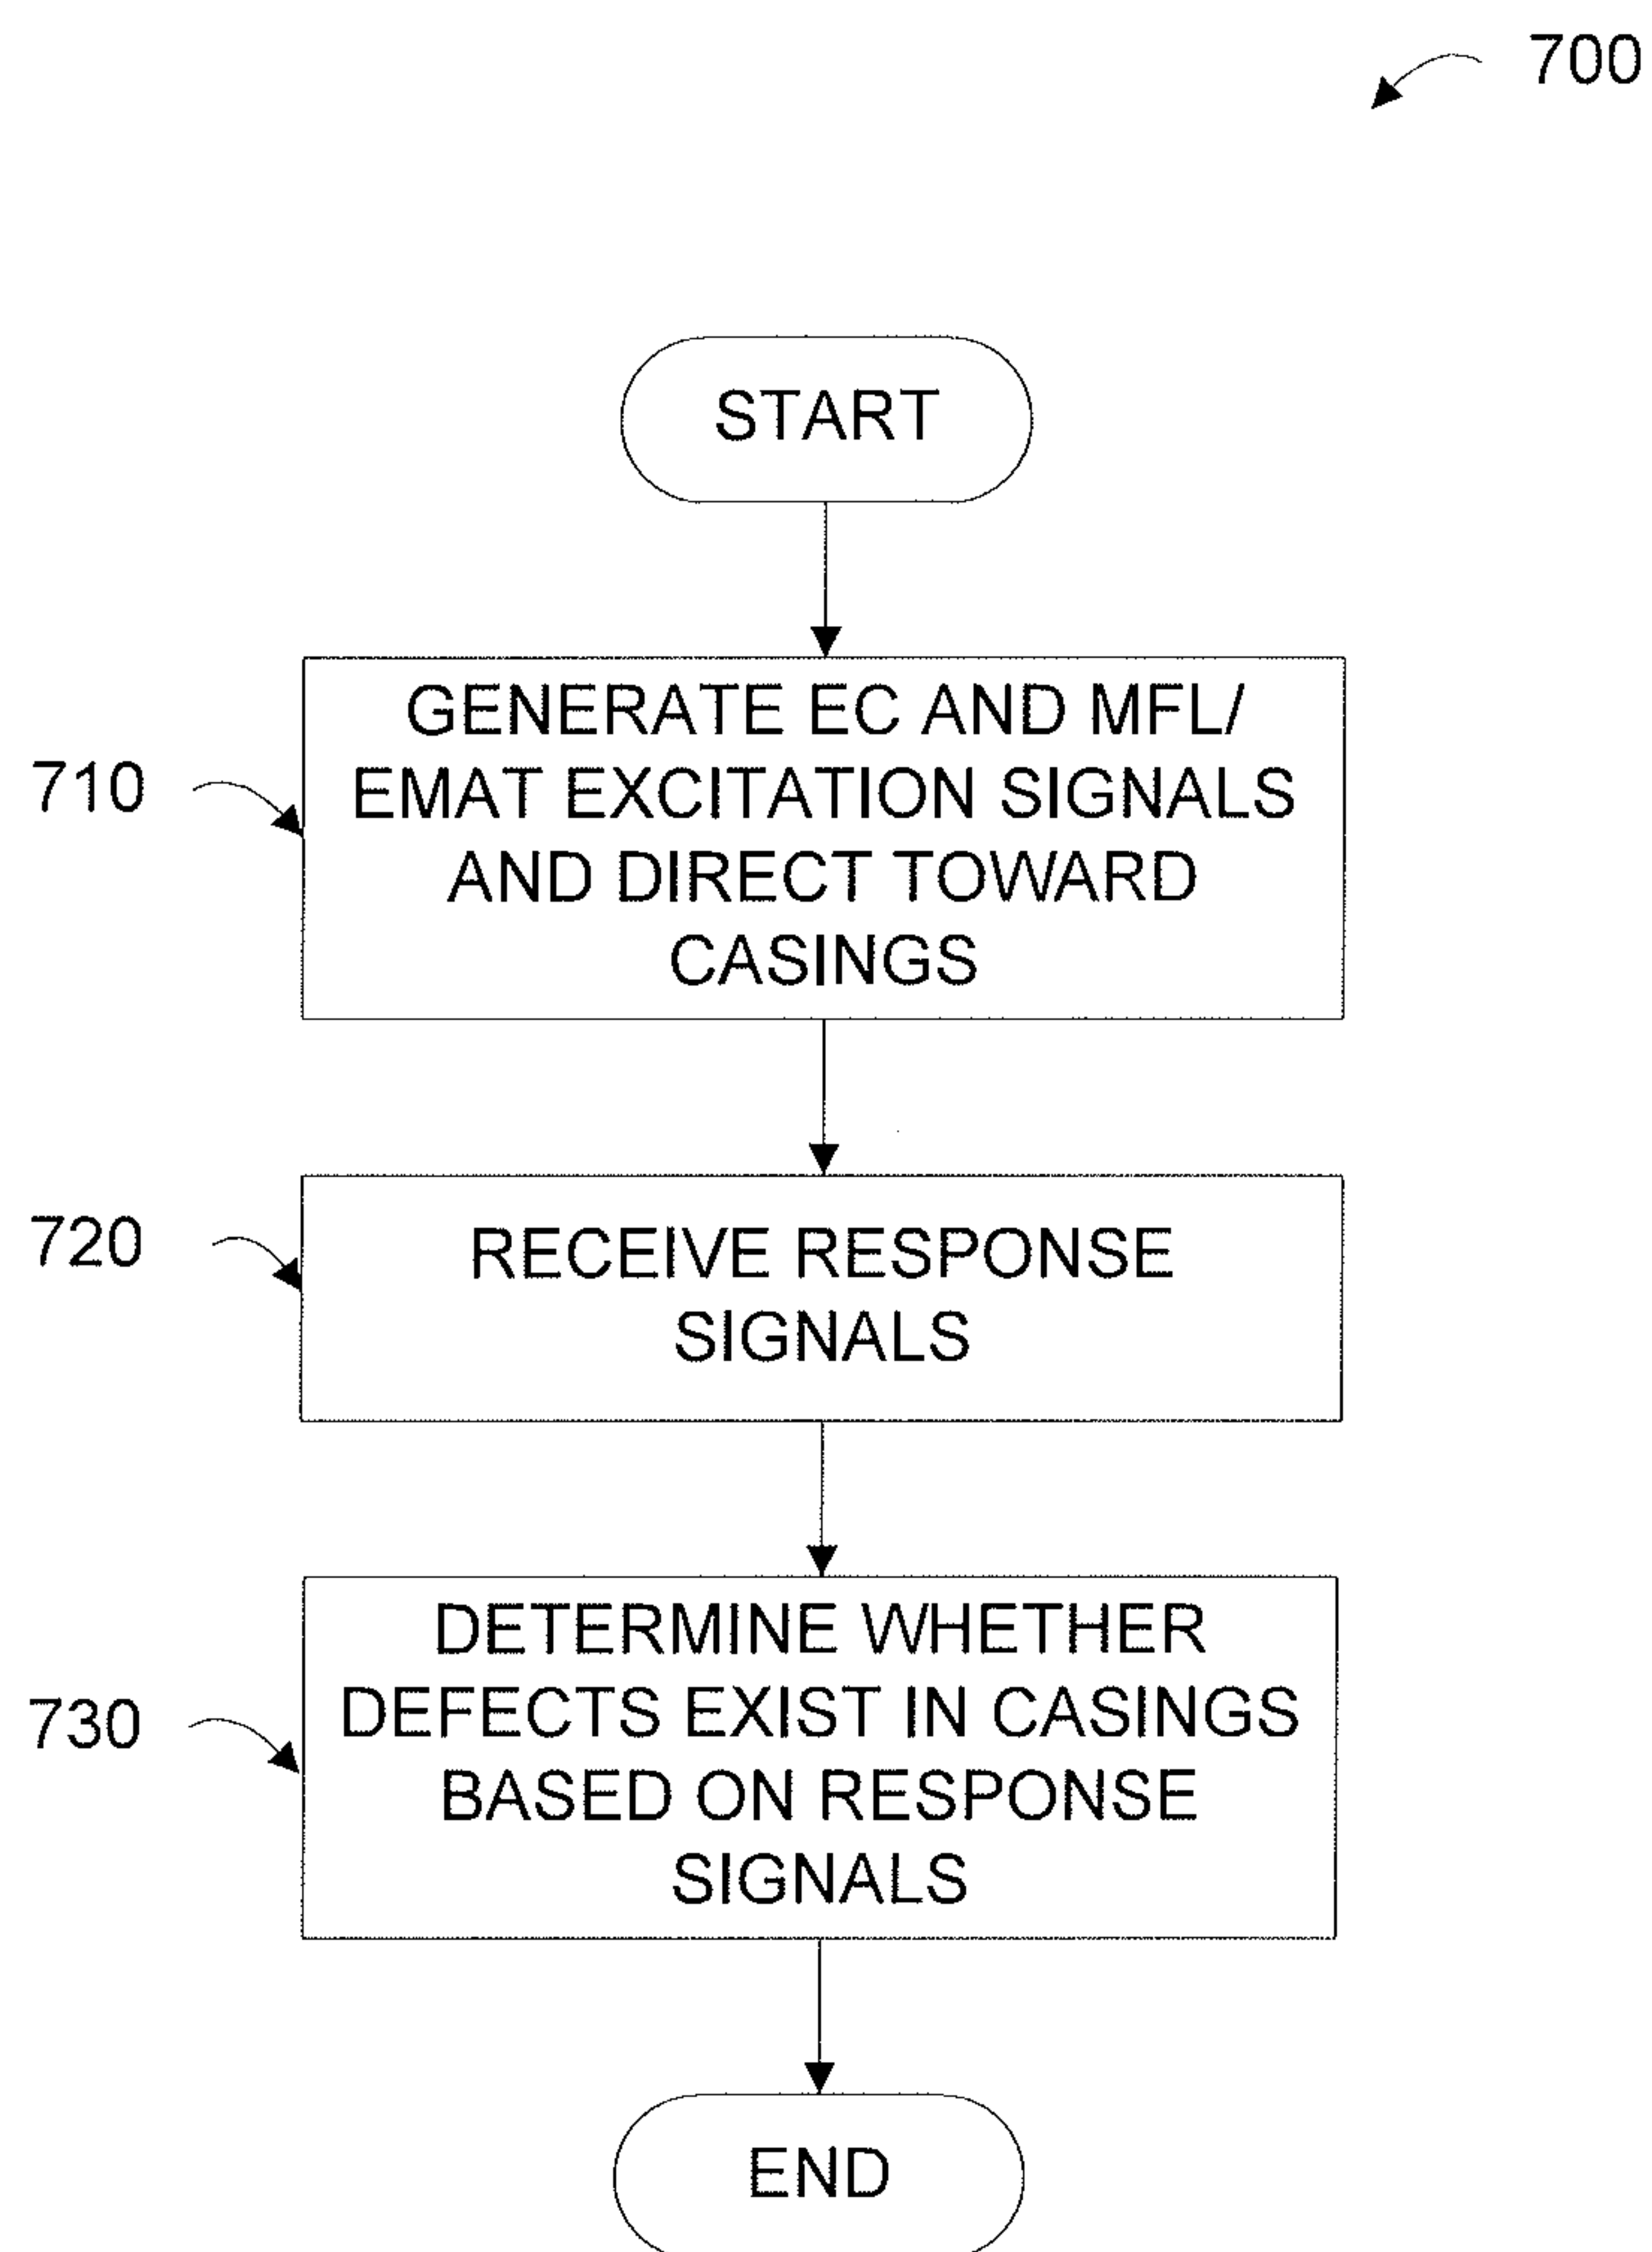 700
START
710
GENERATE EC AND MFL/
EMAT EXCITATION SIGNALS
AND DIRECT TOWARD
CASINGS
720
RECEIVE RESPONSE
SIGNALS
730
DETERMINE WHETHER
DEFECTS EXIST IN CASINGS
BASED ON RESPONSE
SIGNALS
END